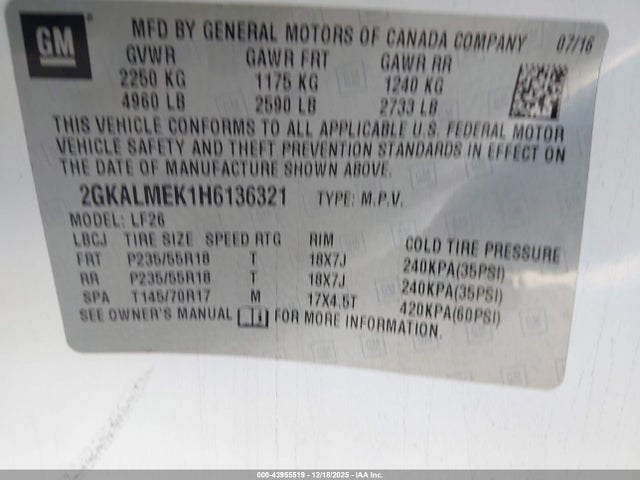 GM
MFD BY GENERAL MOTORS OF CANADA COMPANY 07/16
GVWR GAWR FRT GAWR RR
2250 KG 1175 KG 1240 KG
4960 LB 2590 LB 2733 LB
THIS VEHICLE CONFORMS TO ALL APPLICABLE U.S. FEDERAL MOTOR
VEHICLE SAFETY AND THEFT PREVENTION STANDARDS IN EFFECT ON
THE DATE OF MANUFACTURE SHOWN ABOVE.
2GKALMEK1H6136321 TYPE: M.P.V.
MODEL: LF26
LBCJ TIRE SIZE SPEED RTG RIM COLD TIRE PRESSURE
FRT P235/55R18 T 18X7J 240KPA(35PSI)
RR P235/55R18 T 18X7J 240KPA(35PSI)
SPA T145/70R17 M 17X4.5T 420KPA(60PSI)
SEE OWNER'S MANUAL FOR MORE INFORMATION.
000-43955519 - 12/18/2025 - IAA Inc.